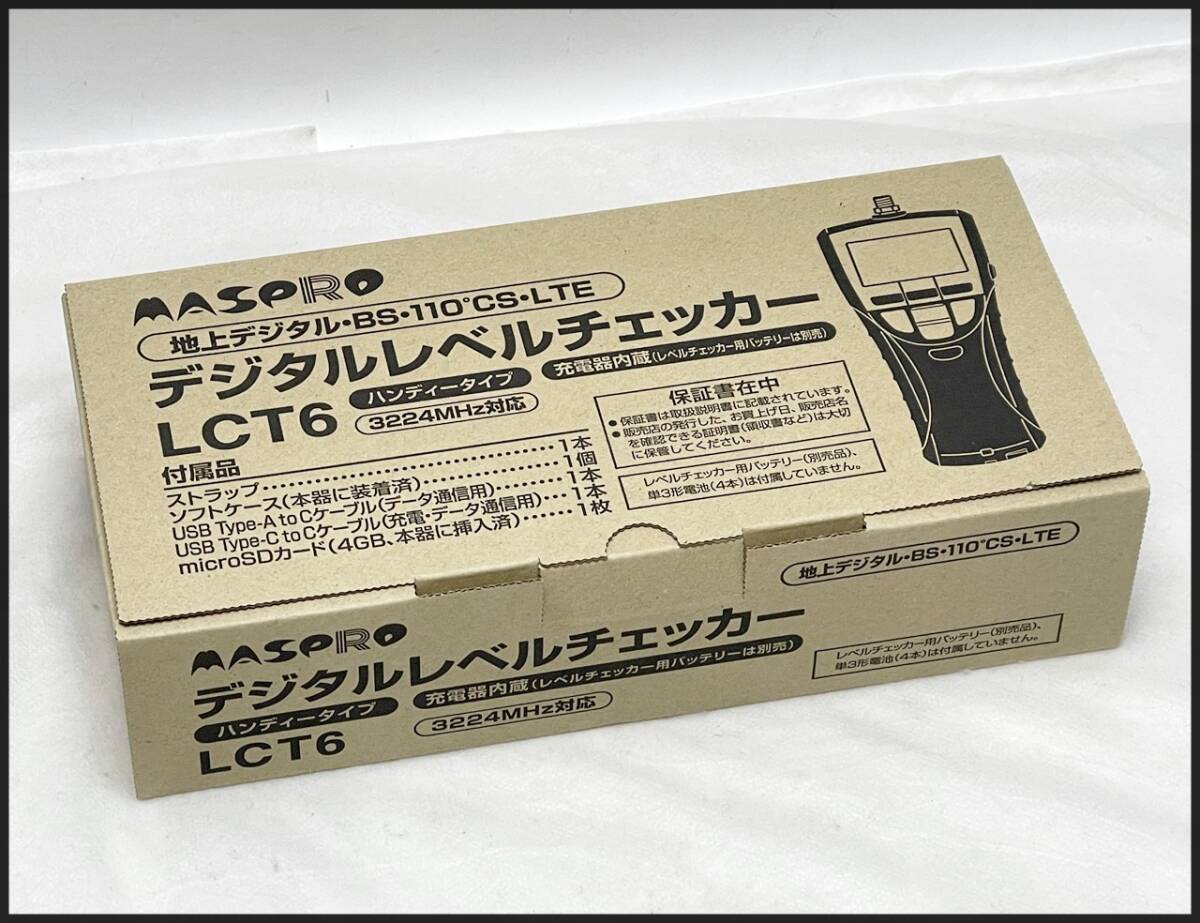 MASPRO
地上デジタル・BS・110°CS・LTE
デジタルレベルチェッカー
LCT6
ハンディータイプ
充電器内蔵(レベルチェッカー用バッテリーは別売)
3224MHz対応
付属品
ストラップ……………………………1本
ソフトケース(本器に装着済)……………1個
USB Type-A to Cケーブル(データ通信用)………1本
USB Type-C to Cケーブル(充電・データ通信用)……1本
microSDカード(4GB、本器に挿入済)……1枚
保証書在中
●保証書は取扱説明書に記載されています。
●販売店の発行した、お買上げ日、販売店名
を確認できる証明書(領収書など)は大切
に保管してください。
レベルチェッカー用バッテリー(別売品)、
単3形電池(4本)は付属していません。
地上デジタル・BS・110°CS・LTE
MASPRO
デジタルレベルチェッカー
ハンディータイプ
充電器内蔵(レベルチェッカー用バッテリーは別売)
LCT6
3224MHz対応
レベルチェッカー用バッテリー(別売品)、
単3形電池(4本)は付属していません。